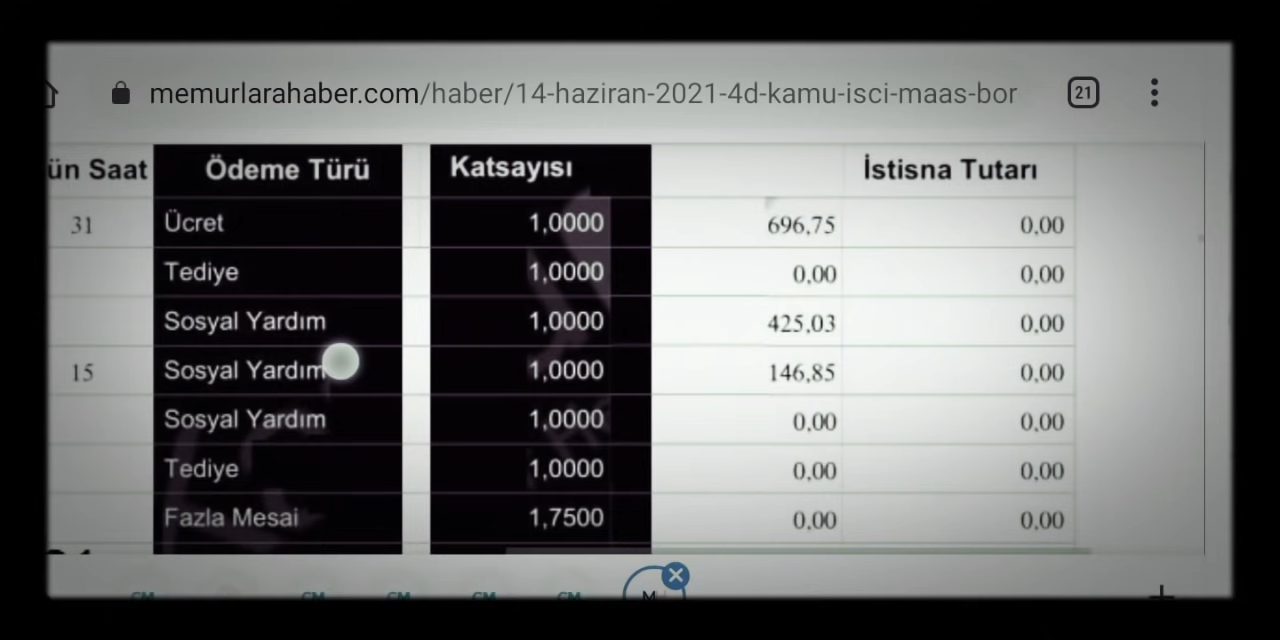 memurlarahaber.com/haber/14-haziran-2021-4d-kamu-isci-maas-bor 21
ün Saat Ödeme Türü Katsayısı İstisna Tutarı
31 Ücret 1,0000 696,75 0,00
Tediye 1,0000 0,00 0,00
Sosyal Yardım 1,0000 425,03 0,00
15 Sosyal Yardım 1,0000 146,85 0,00
Sosyal Yardım 1,0000 0,00 0,00
Tediye 1,0000 0,00 0,00
Fazla Mesai 1,7500 0,00 0,00